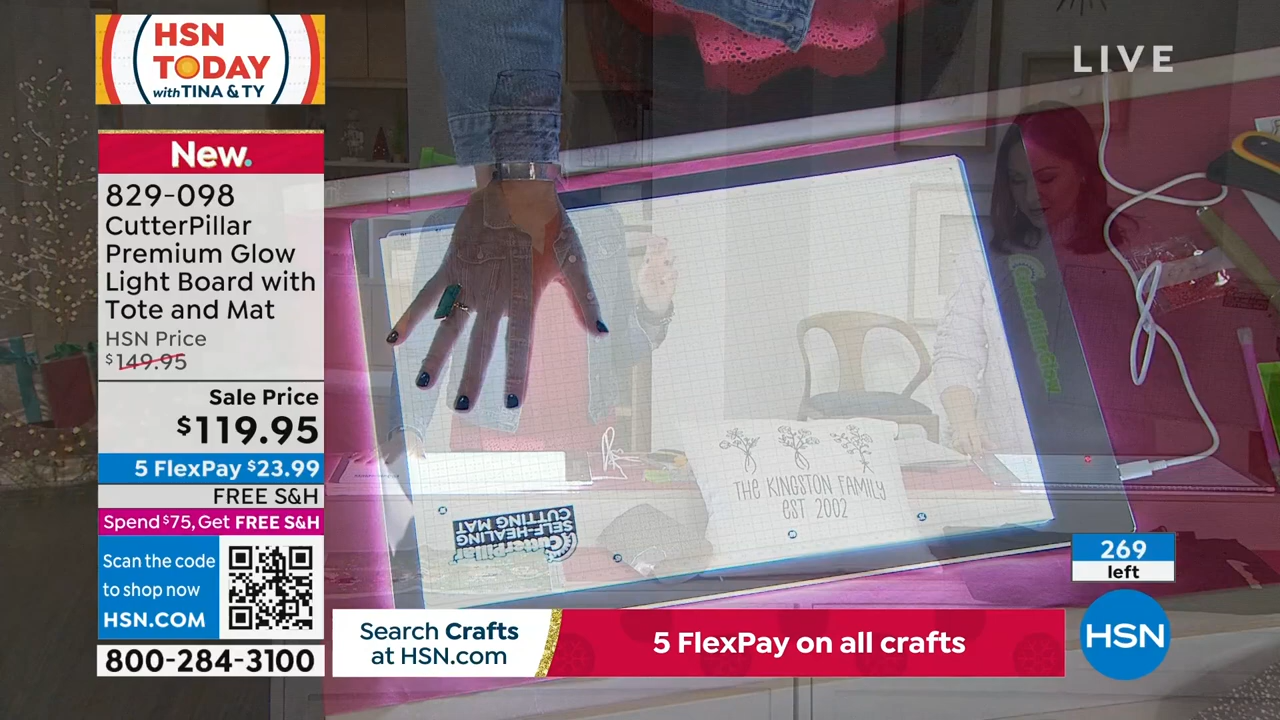 HSN
TODAY
with TINA & TY
LIVE
New.
829-098
CutterPillar
Premium Glow
Light Board with
Tote and Mat
HSN Price
$149.95
Sale Price
$119.95
5 FlexPay $23.99
FREE S&H
Spend $75, Get FREE S&H
Scan the code
to shop now
HSN.COM
800-284-3100
CutterPillar
SELF-HEALING
CUTTING MAT
THE KINGSTON FAMILY
EST 2002
CutterPillar Glow
269
left
HSN
Search Crafts
at HSN.com
5 FlexPay on all crafts